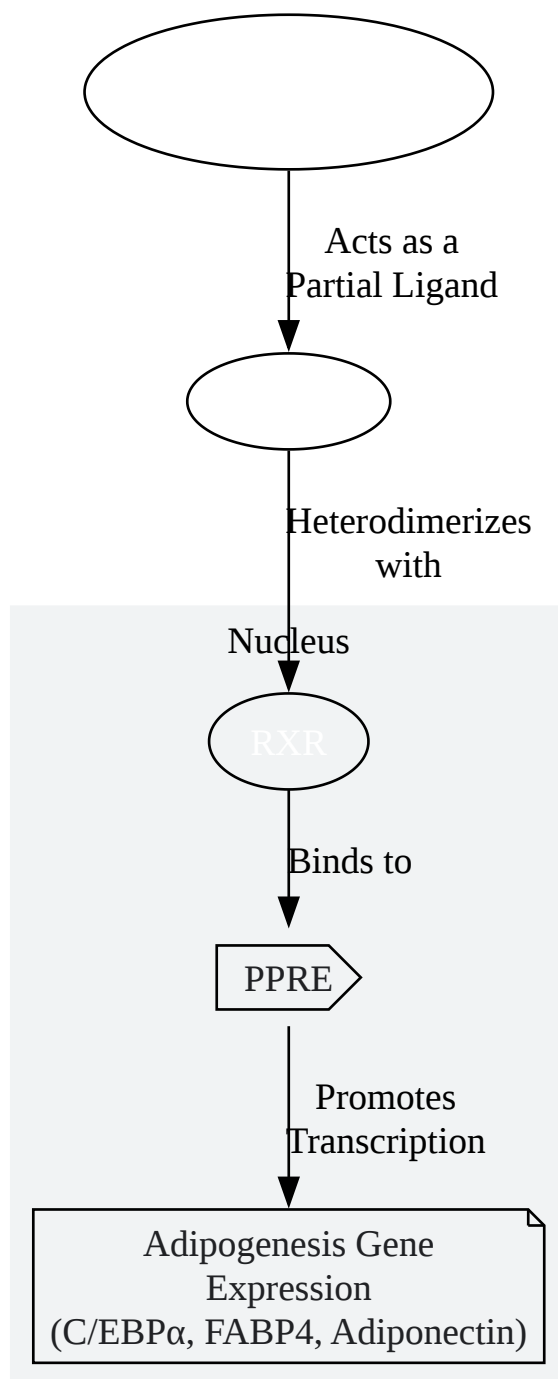 Acts as a
Partial Ligand
Heterodimerizes
with
Nucleus
RXR
Binds to
PPRE
Promotes
Transcription
Adipogenesis Gene
Expression
(C/EBPα, FABP4, Adiponectin)